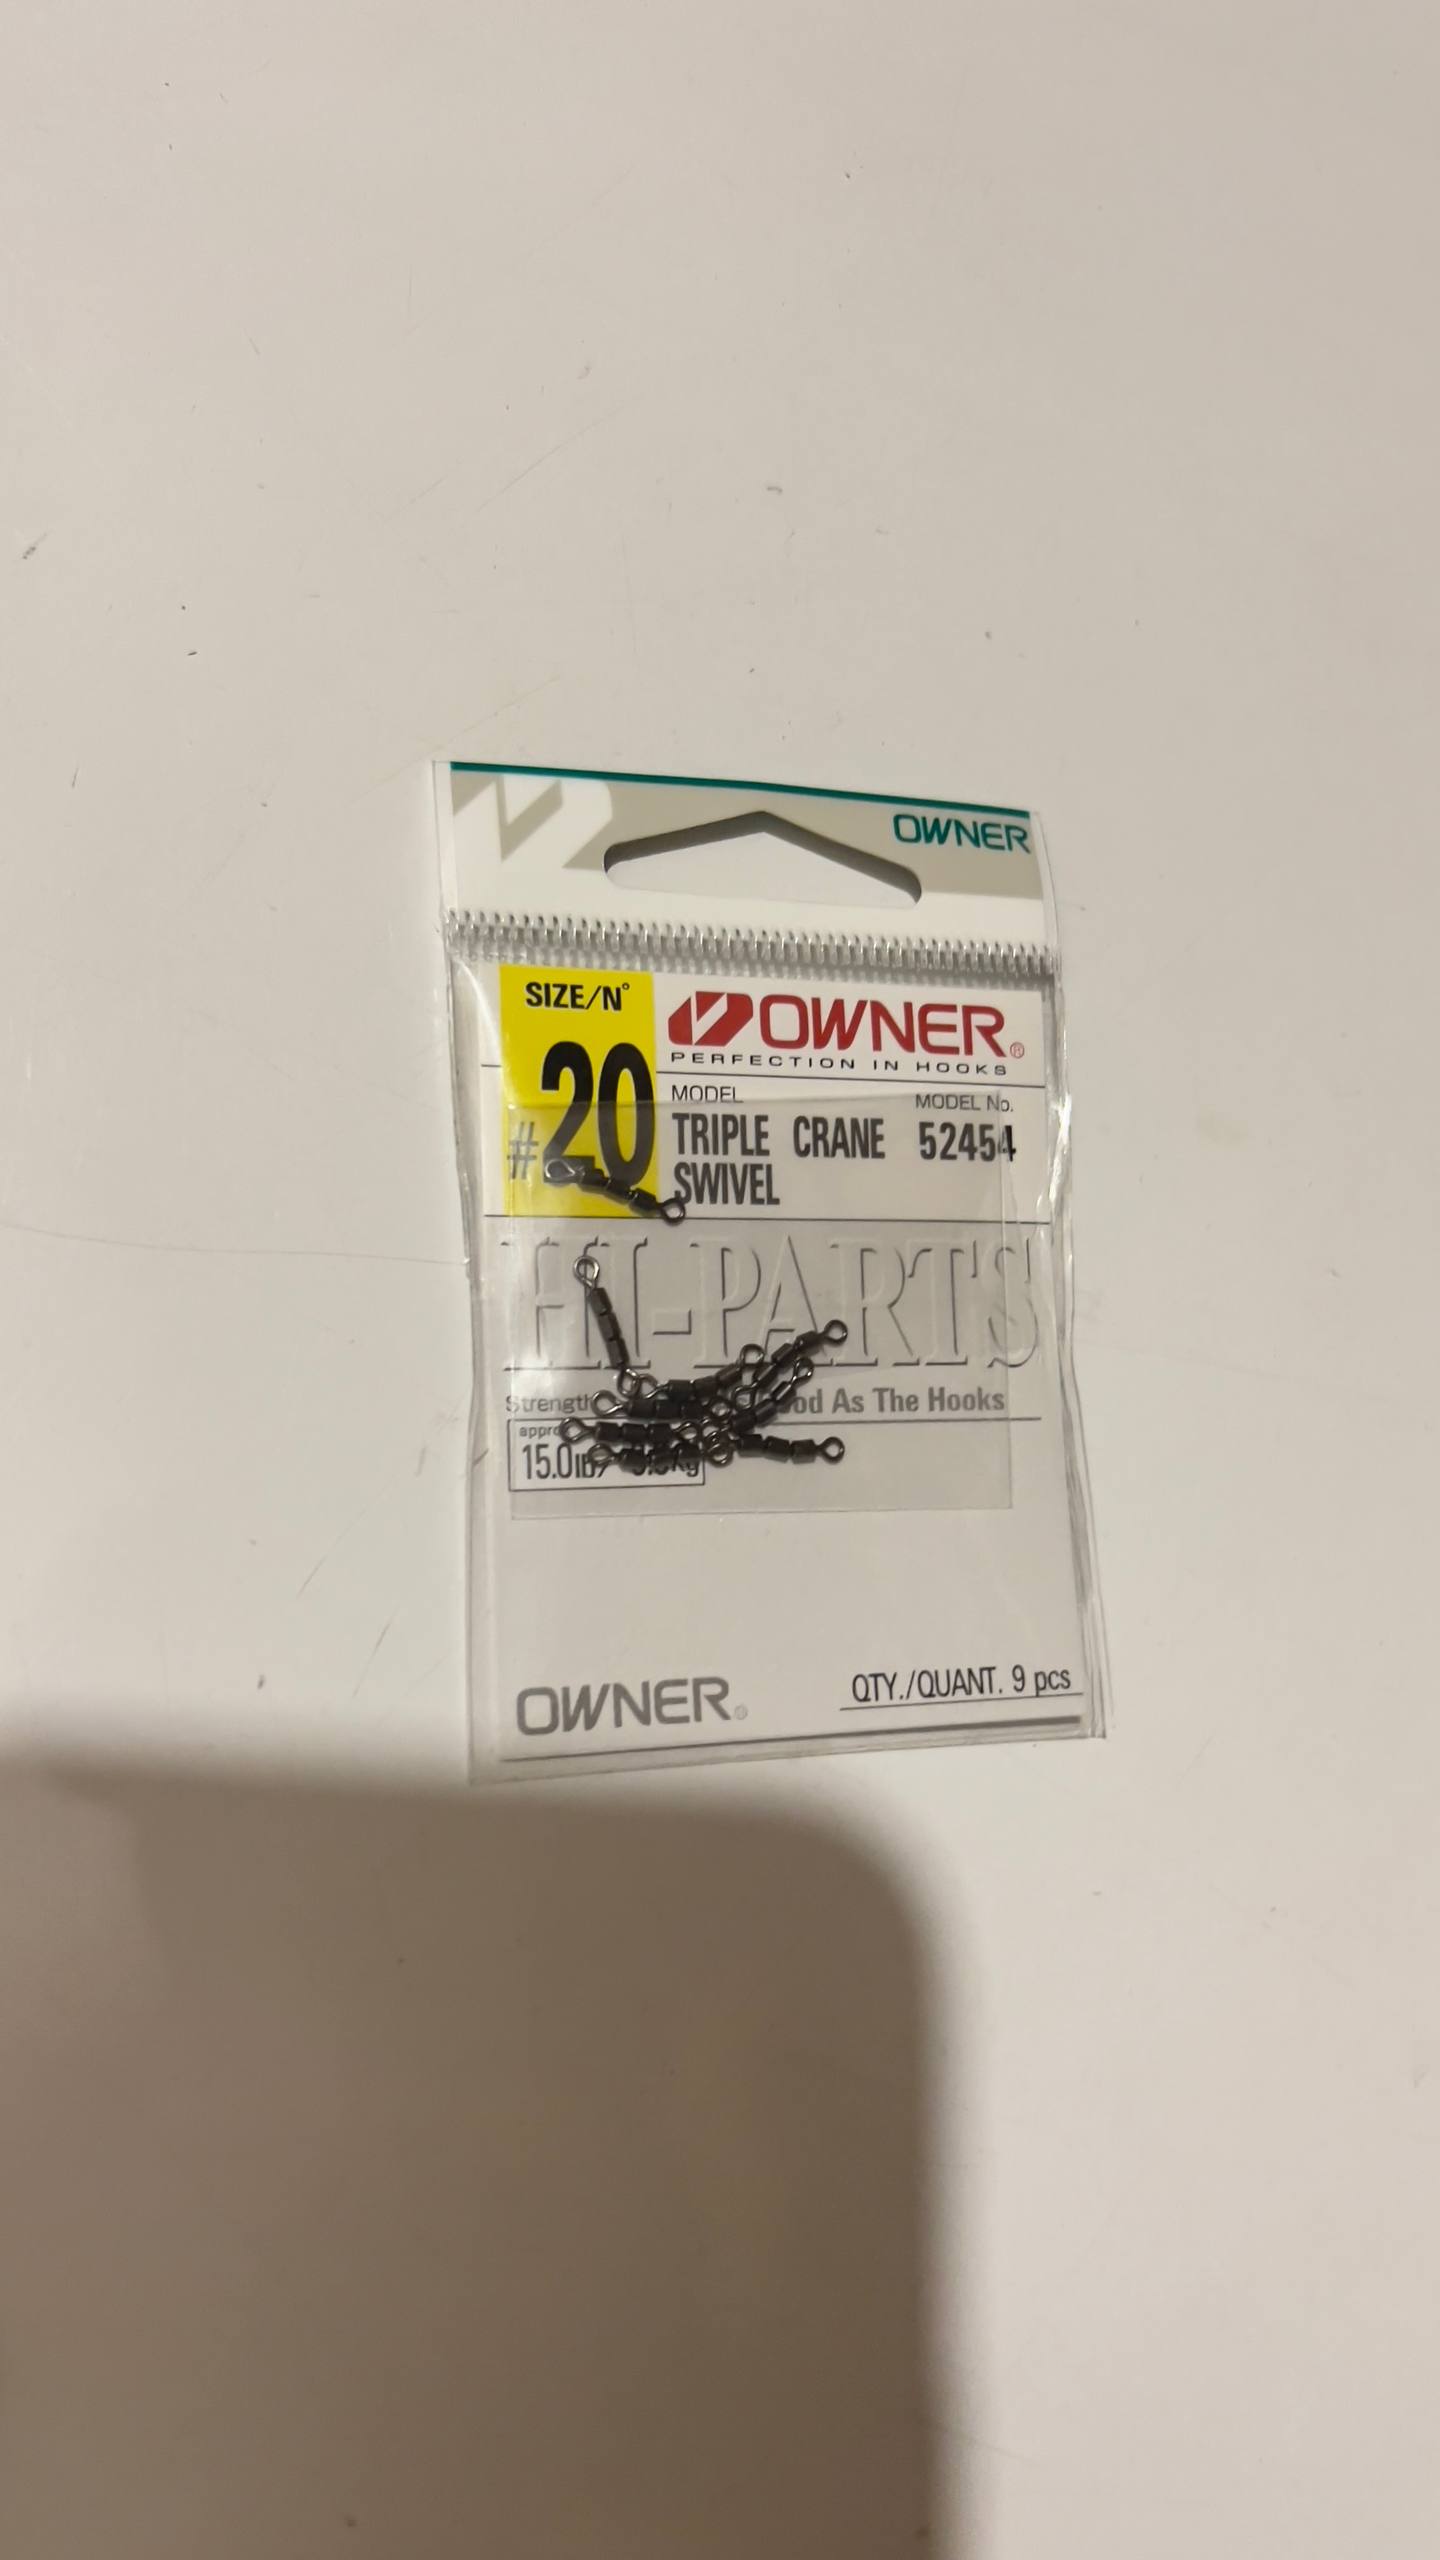 OWNER
SIZE/N°
#20
OWNER®
PERFECTION IN HOOKS
MODEL
MODEL No.
TRIPLE CRANE 52454
SWIVEL
HI-PARTS
Strength
As The Hooks
15.0lb/
OWNER®
QTY./QUANT. 9 pcs